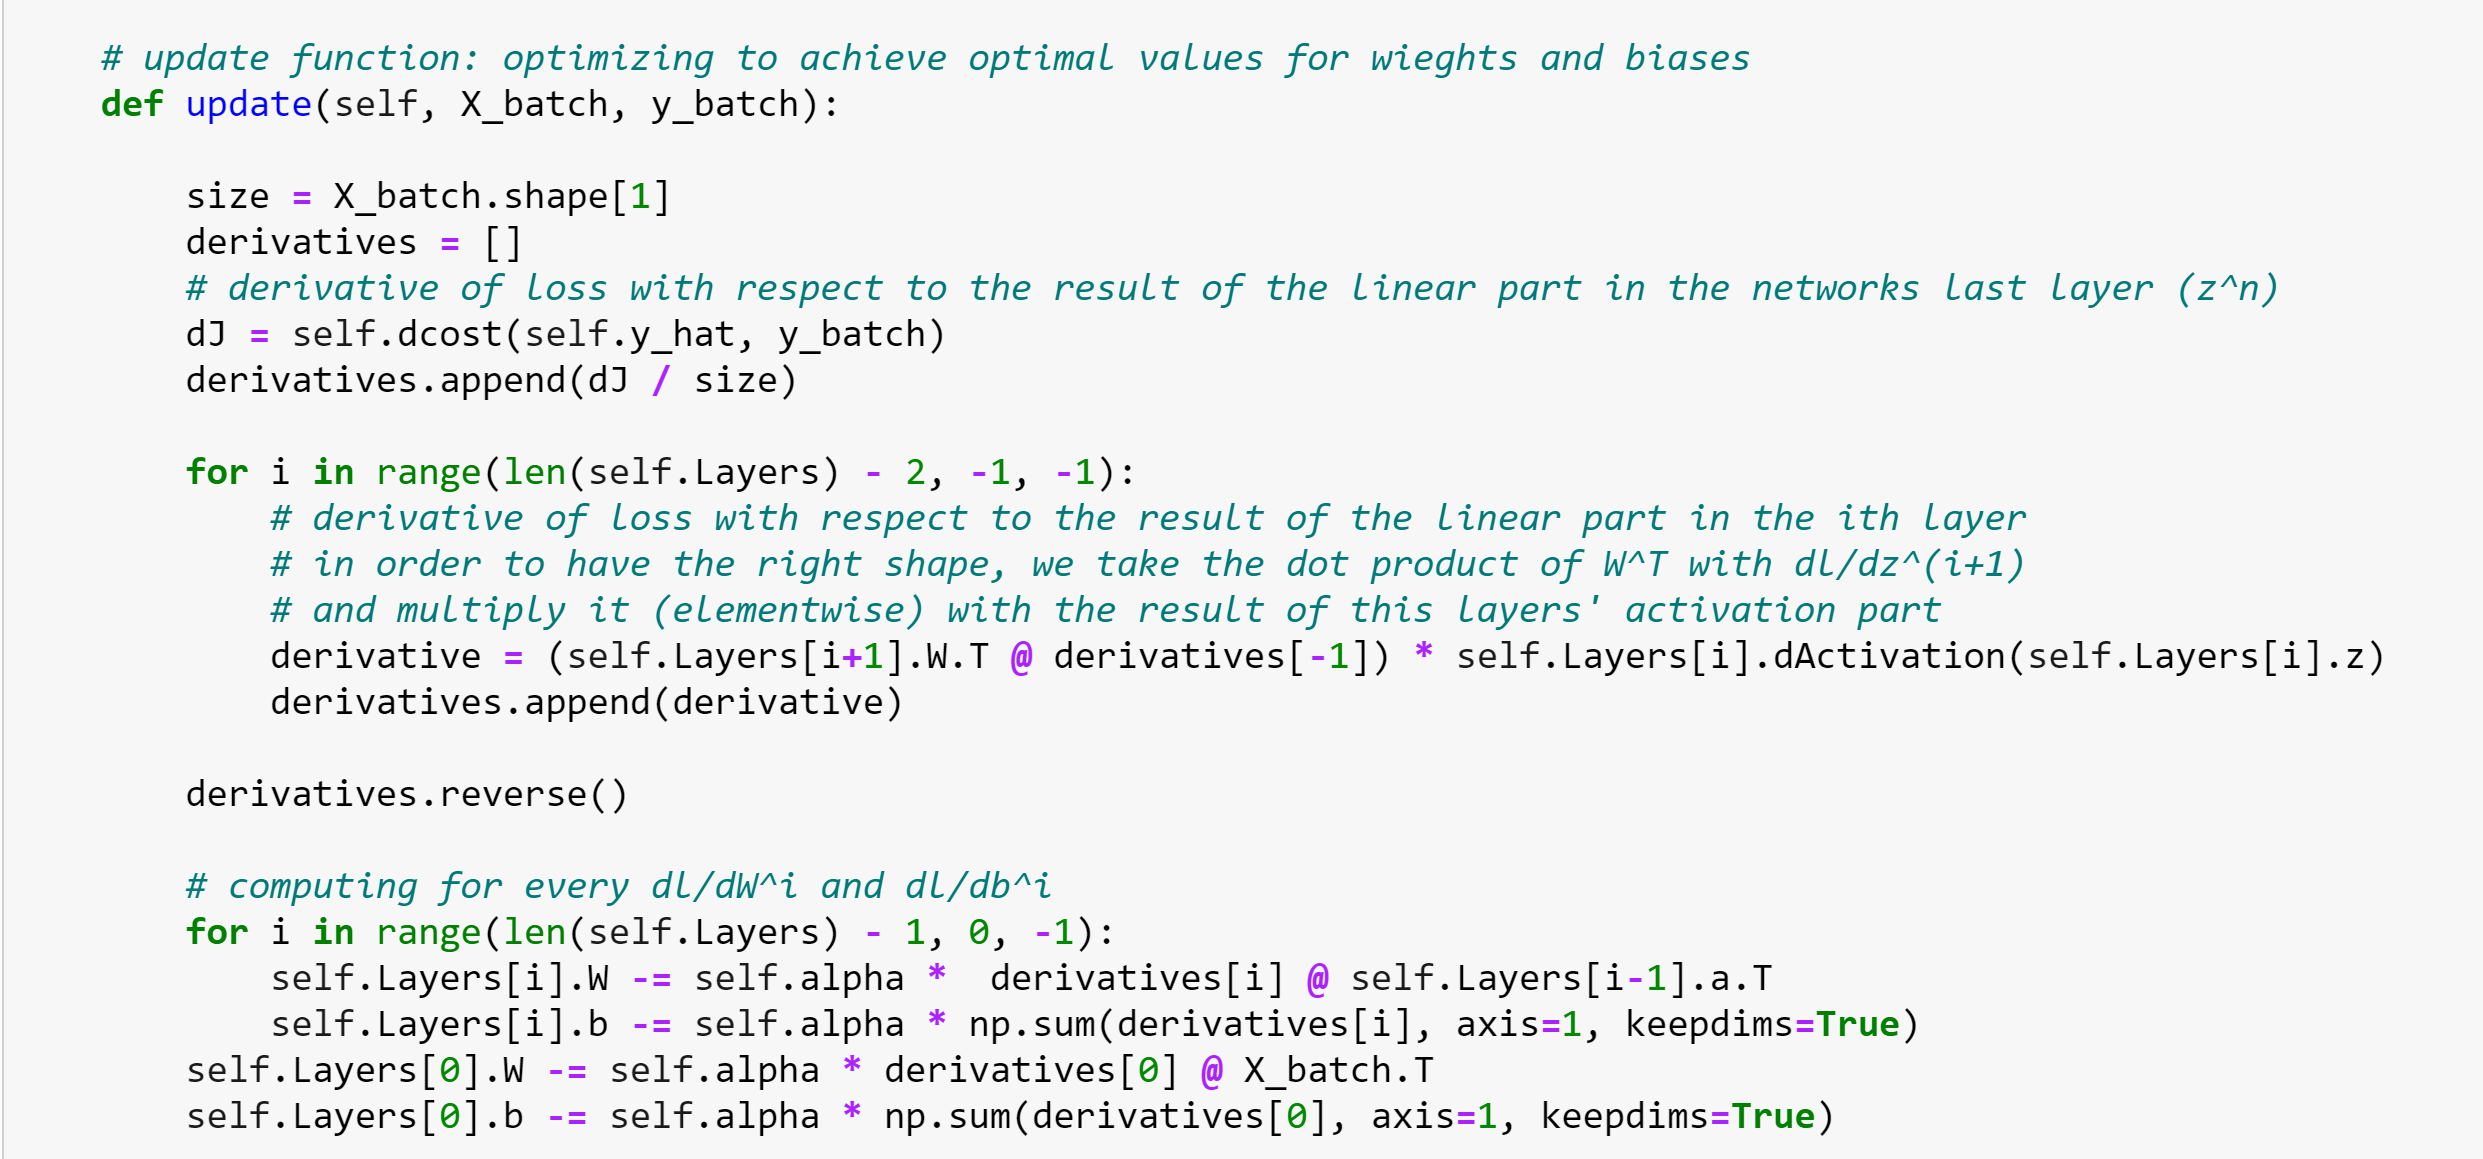 # update function: optimizing to achieve optimal values for wieghts and biases
def update(self, X_batch, y_batch):
size = X_batch.shape[1]
derivatives = []
# derivative of loss with respect to the result of the linear part in the networks last layer (z^n)
dJ = self.dcost(self.y_hat, y_batch)
derivatives.append(dJ / size)
for i in range(len(self.Layers) - 2, -1, -1):
# derivative of loss with respect to the result of the linear part in the ith layer
# in order to have the right shape, we take the dot product of W^T with dl/dz^(i+1)
# and multiply it (elementwise) with the result of this layers' activation part
derivative = (self.Layers[i+1].W.T @ derivatives[-1]) * self.Layers[i].dActivation(self.Layers[i].z)
derivatives.append(derivative)
derivatives.reverse()
# computing for every dl/dW^i and dl/db^i
for i in range(len(self.Layers) - 1, 0, -1):
self.Layers[i].W -= self.alpha *  derivatives[i] @ self.Layers[i-1].a.T
self.Layers[i].b -= self.alpha * np.sum(derivatives[i], axis=1, keepdims=True)
self.Layers[0].W -= self.alpha * derivatives[0] @ X_batch.T
self.Layers[0].b -= self.alpha * np.sum(derivatives[0], axis=1, keepdims=True)